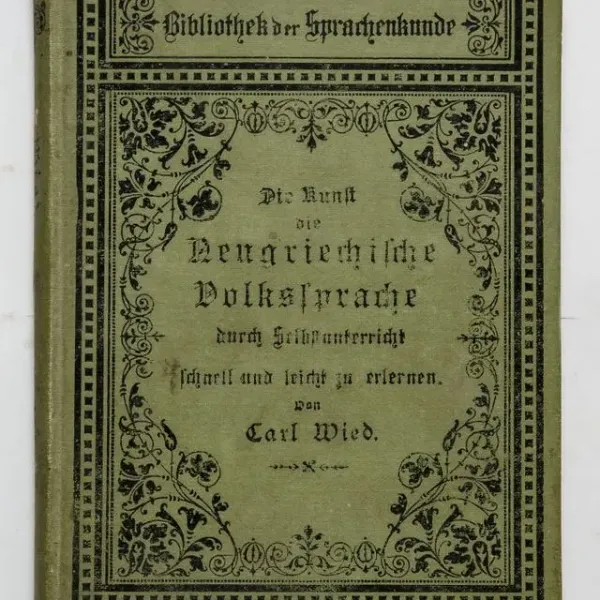 Bibliothek der Sprachenkunde
Die Kunst
die
Neugriechische
Volkssprache
durch Selbstunterricht
schnell und leicht zu erlernen.
Von
Carl Wied.